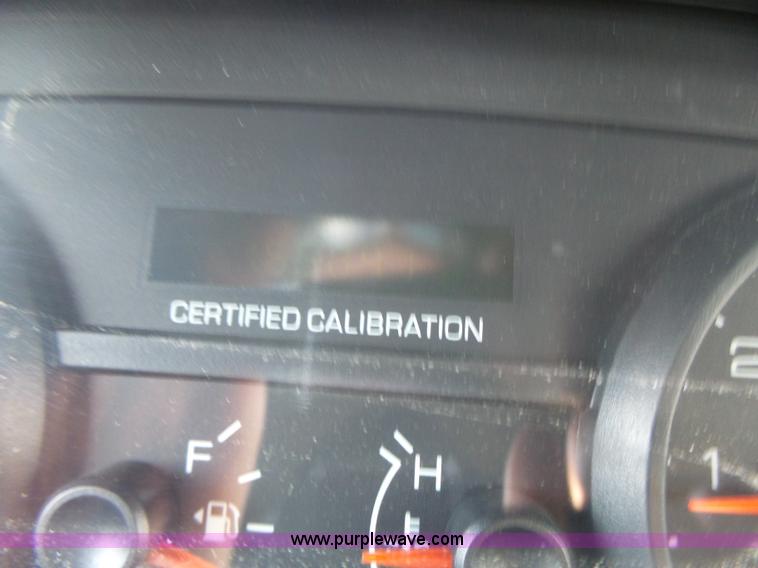 CERTIFIED CALIBRATION
F
H
2
1
www.purplewave.com